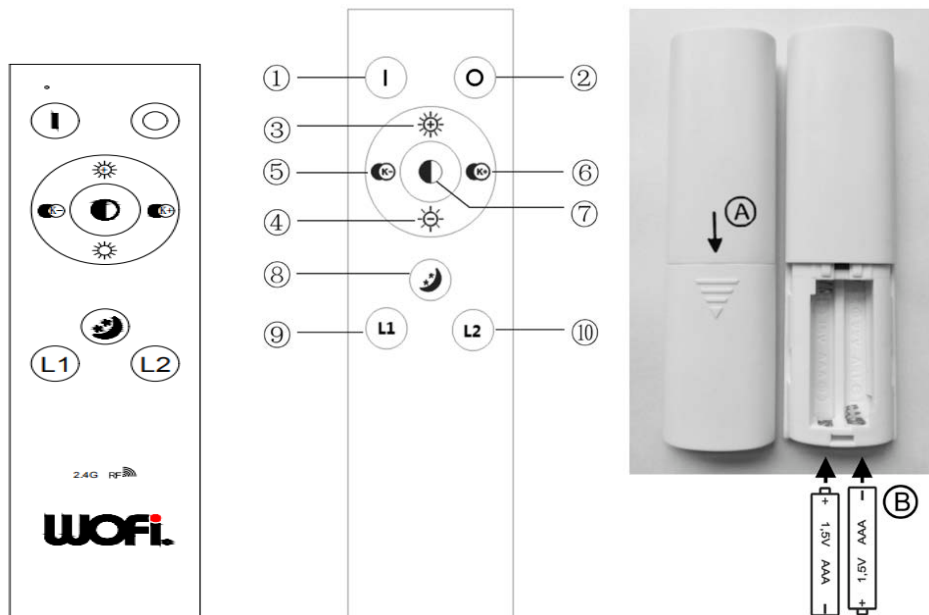 I
O
K-
K+
L1
L2
2.4G RF
WOFi.
①
②
③
④
⑤
⑥
⑦
⑧
⑨
⑩
I
O
K-
K+
L1
L2
A
B
+ 1,5V AAA -
- 1,5V AAA +